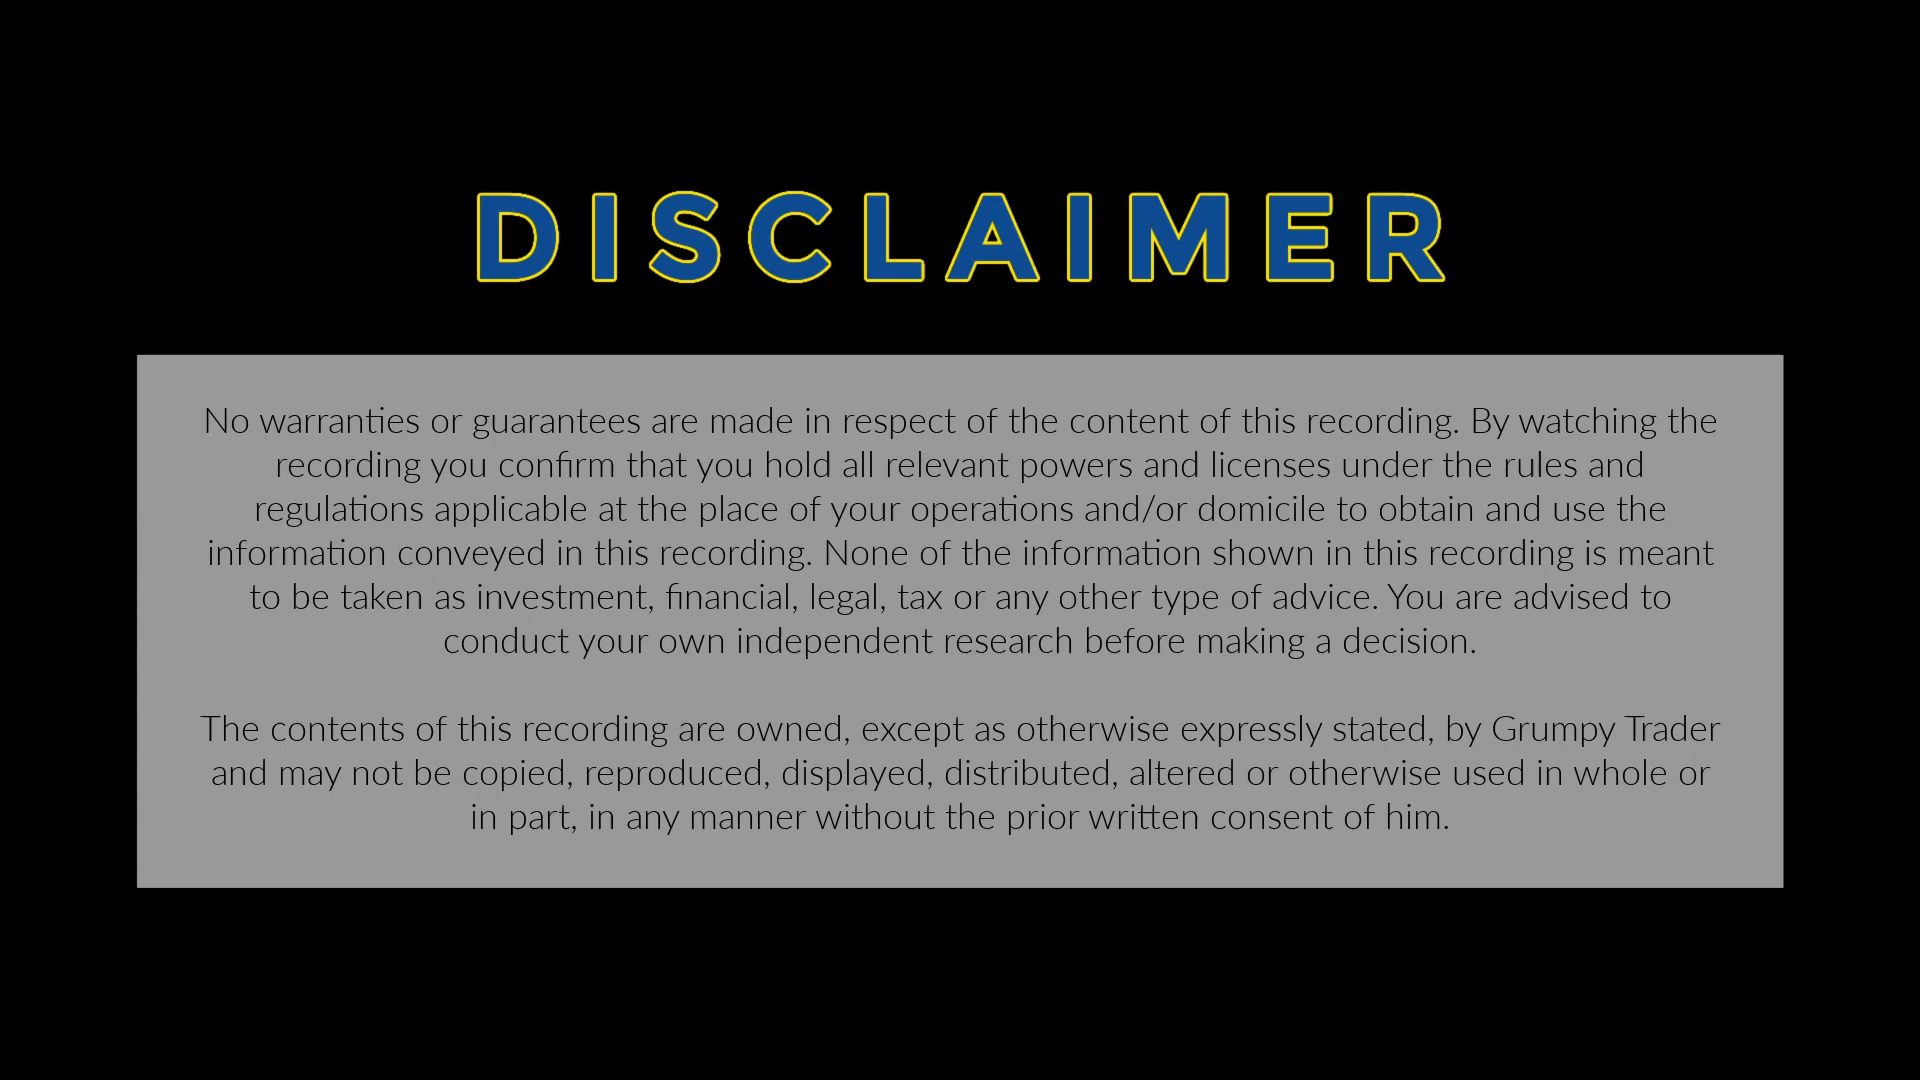 DISCLAIMER
No warranties or guarantees are made in respect of the content of this recording. By watching the
recording you confirm that you hold all relevant powers and licenses under the rules and
regulations applicable at the place of your operations and/or domicile to obtain and use the
information conveyed in this recording. None of the information shown in this recording is meant
to be taken as investment, financial, legal, tax or any other type of advice. You are advised to
conduct your own independent research before making a decision.
The contents of this recording are owned, except as otherwise expressly stated, by Grumpy Trader
and may not be copied, reproduced, displayed, distributed, altered or otherwise used in whole or
in part, in any manner without the prior written consent of him.